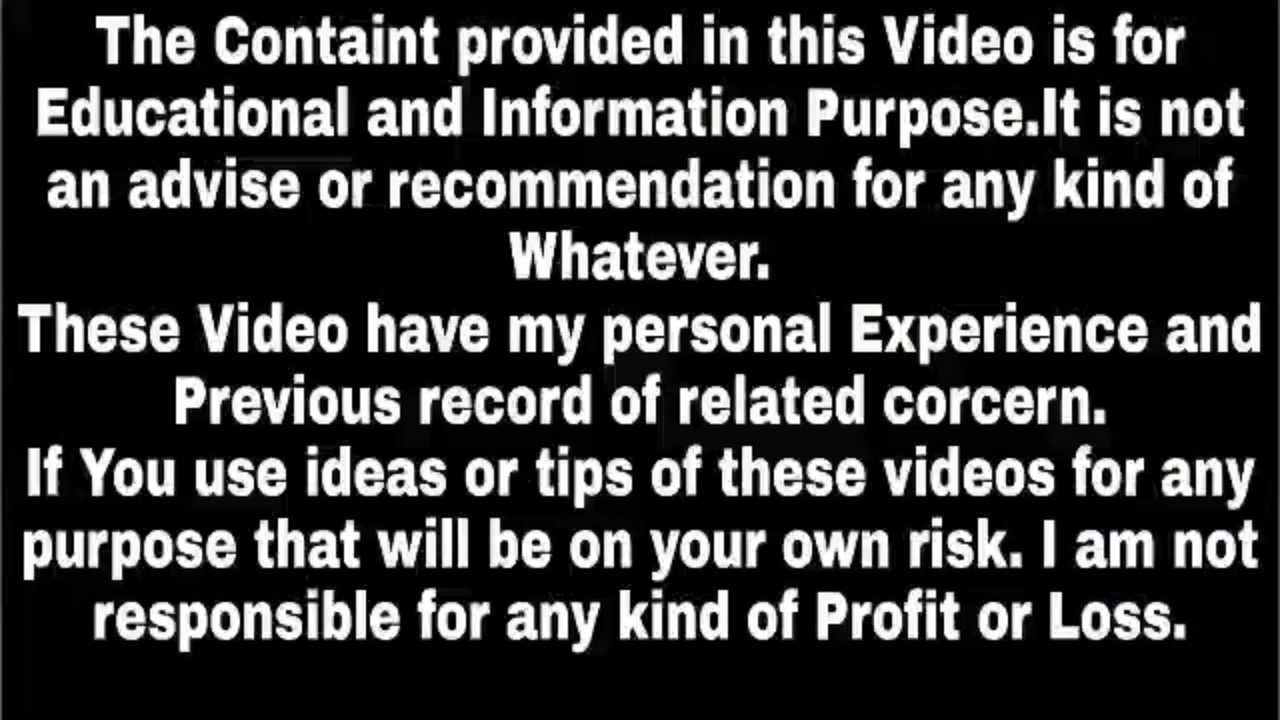 The Containt provided in this Video is for
Educational and Information Purpose.It is not
an advise or recommendation for any kind of
Whatever.
These Video have my personal Experience and
Previous record of related corcern.
If You use ideas or tips of these videos for any
purpose that will be on your own risk. I am not
responsible for any kind of Profit or Loss.